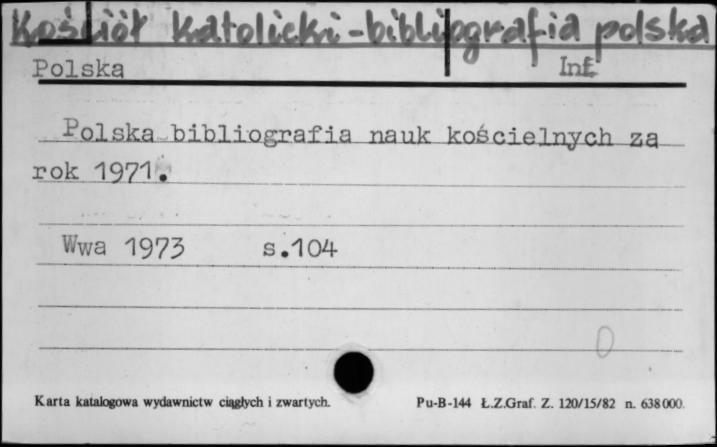 Kościół katolicki - bibliografia polska
Polska Inf.
Polska bibliografia nauk kościelnych za
rok 1971.
Wwa 1973 s.104
0
Karta katalogowa wydawnictw ciągłych i zwartych. Pu-B-144 Ł.Z.Graf. Z. 120/15/82 n. 638000.